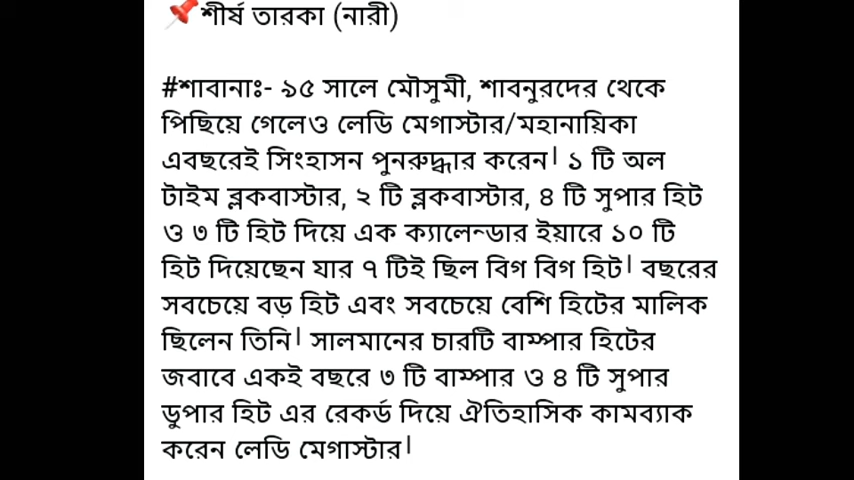 📌শীর্ষ তারকা (নারী)
#শাবানাঃ- ৯৫ সালে মৌসুমী, শাবনুরদের থেকে
পিছিয়ে গেলেও লেডি মেগাস্টার/মহানায়িকা
এবছরেই সিংহাসন পুনরুদ্ধার করেন। ১ টি অল
টাইম ব্লকবাস্টার, ২ টি ব্লকবাস্টার, ৪ টি সুপার হিট
ও ৩ টি হিট দিয়ে এক ক্যালেন্ডার ইয়ারে ১০ টি
হিট দিয়েছেন যার ৭ টিই ছিল বিগ বিগ হিট। বছরের
সবচেয়ে বড় হিট এবং সবচেয়ে বেশি হিটের মালিক
ছিলেন তিনি। সালমানের চারটি বাম্পার হিটের
জবাবে একই বছরে ৩ টি বাম্পার ও ৪ টি সুপার
ডুপার হিট এর রেকর্ড দিয়ে ঐতিহাসিক কামব্যাক
করেন লেডি মেগাস্টার।